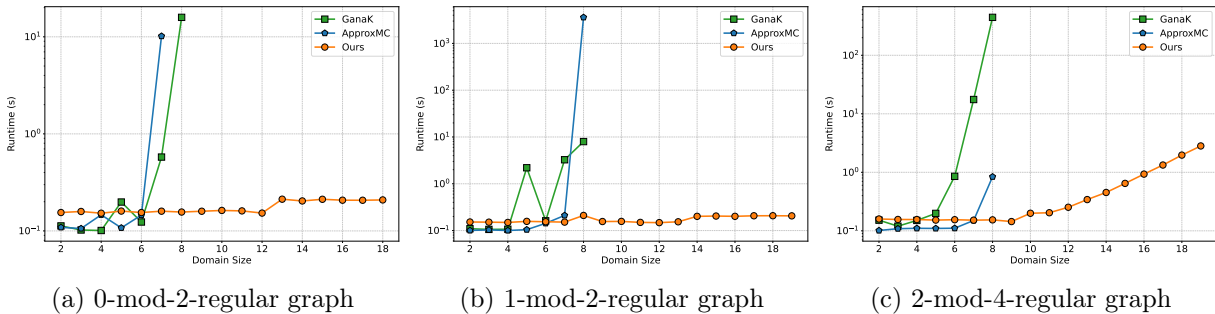 GanaK
ApproxMC
Ours
Runtime (s)
10¹
10⁰
10⁻¹
2 4 6 8 10 12 14 16 18
Domain Size
(a) 0-mod-2-regular graph
GanaK
ApproxMC
Ours
Runtime (s)
10³
10²
10¹
10⁰
10⁻¹
2 4 6 8 10 12 14 16 18
Domain Size
(b) 1-mod-2-regular graph
GanaK
ApproxMC
Ours
Runtime (s)
10²
10¹
10⁰
10⁻¹
2 4 6 8 10 12 14 16 18
Domain Size
(c) 2-mod-4-regular graph